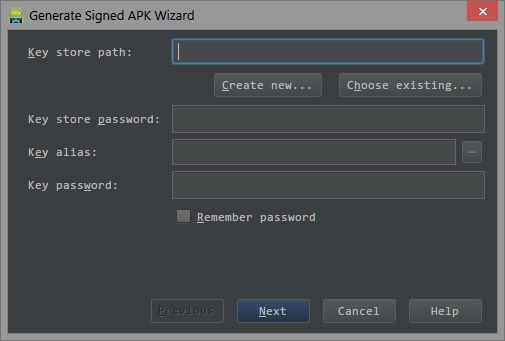 Generate Signed APK Wizard
Key store path:
Create new... Choose existing...
Key store password:
Key alias:
...
Key password:
Remember password
Previous Next Cancel Help